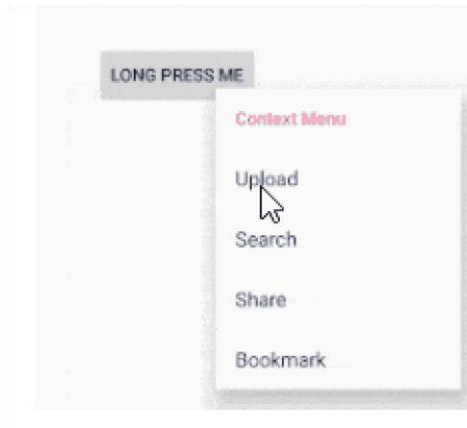 LONG PRESS ME
Context Menu
Upload
Search
Share
Bookmark